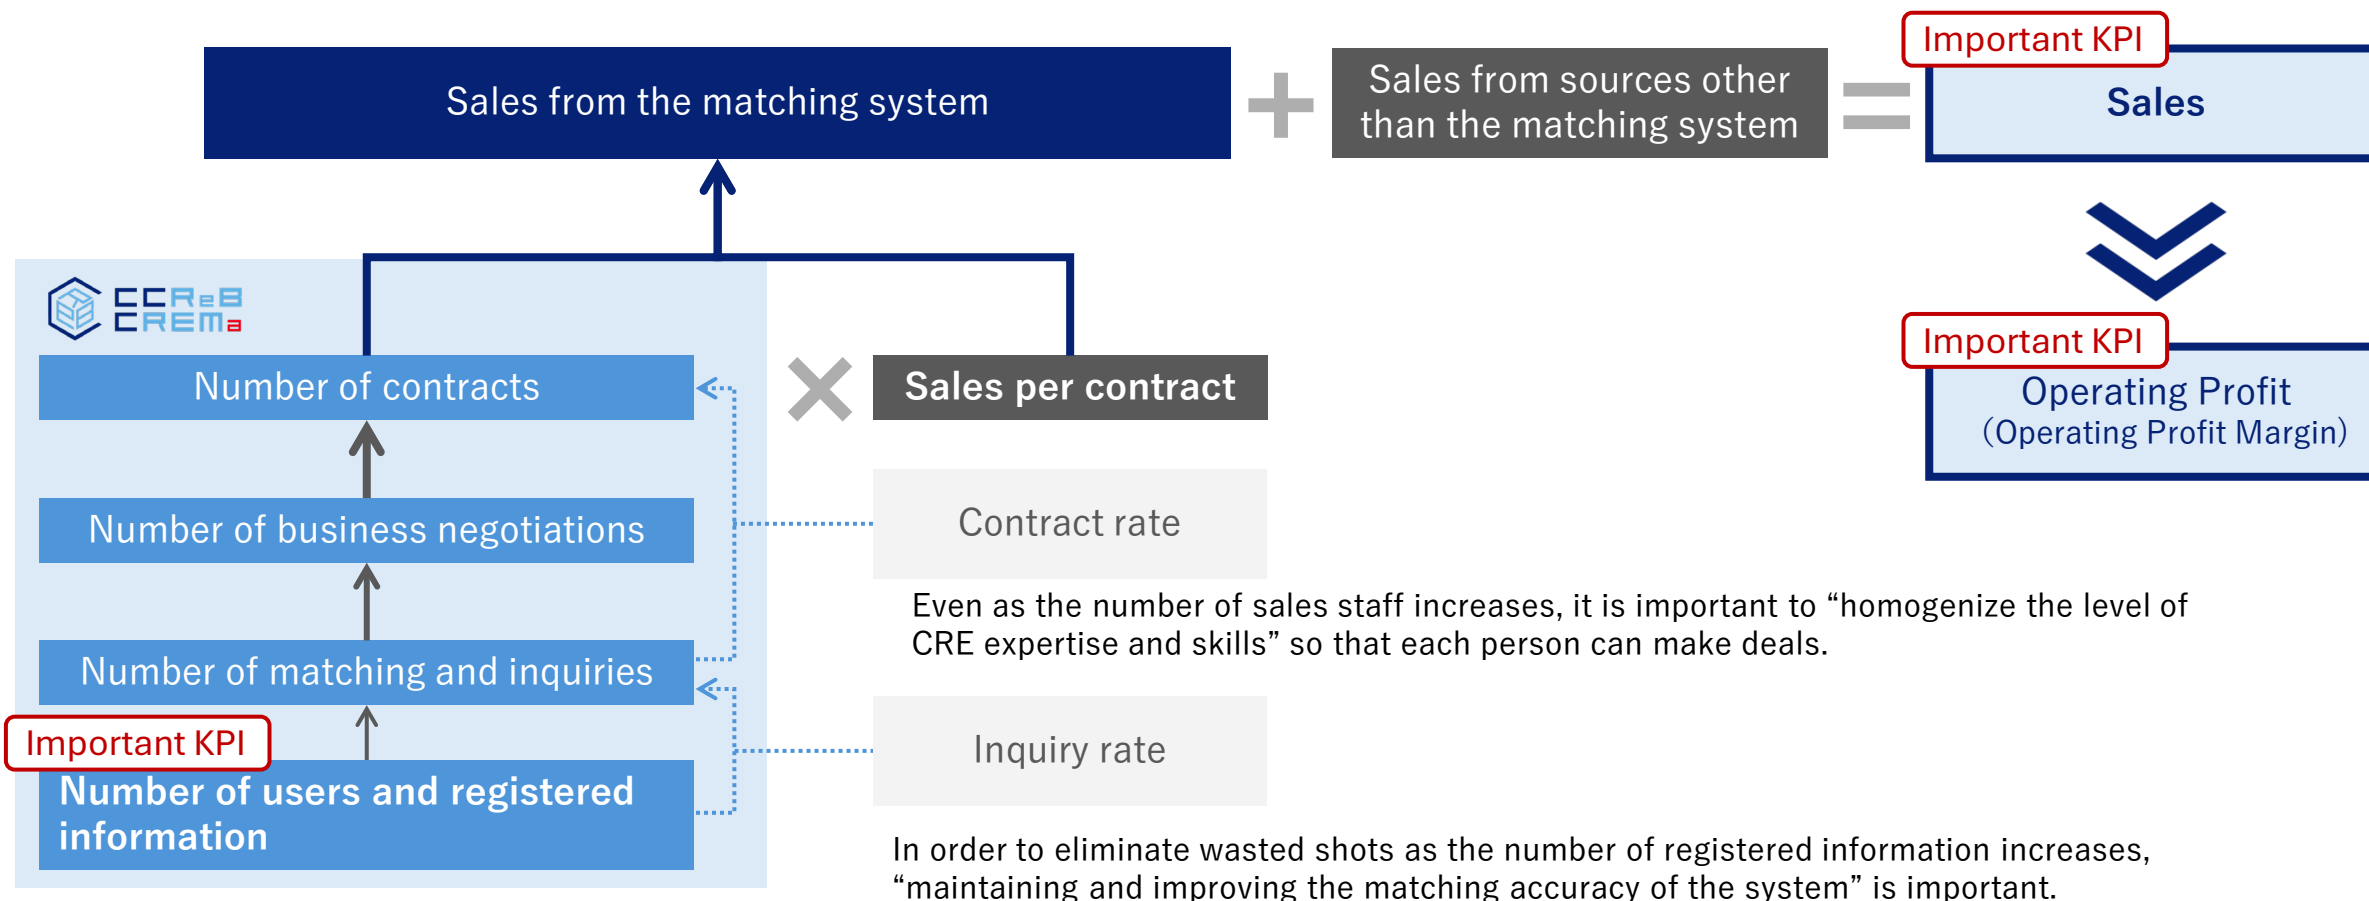 Important KPI
Sales from the matching system
Sales from sources other
than the matching system
Sales
CCReB
CREMa
Important KPI
Operating Profit
(Operating Profit Margin)
Number of contracts
Sales per contract
Number of business negotiations
Contract rate
Even as the number of sales staff increases, it is important to “homogenize the level of
CRE expertise and skills” so that each person can make deals.
Number of matching and inquiries
Important KPI
Inquiry rate
Number of users and registered
information
In order to eliminate wasted shots as the number of registered information increases,
“maintaining and improving the matching accuracy of the system” is important.